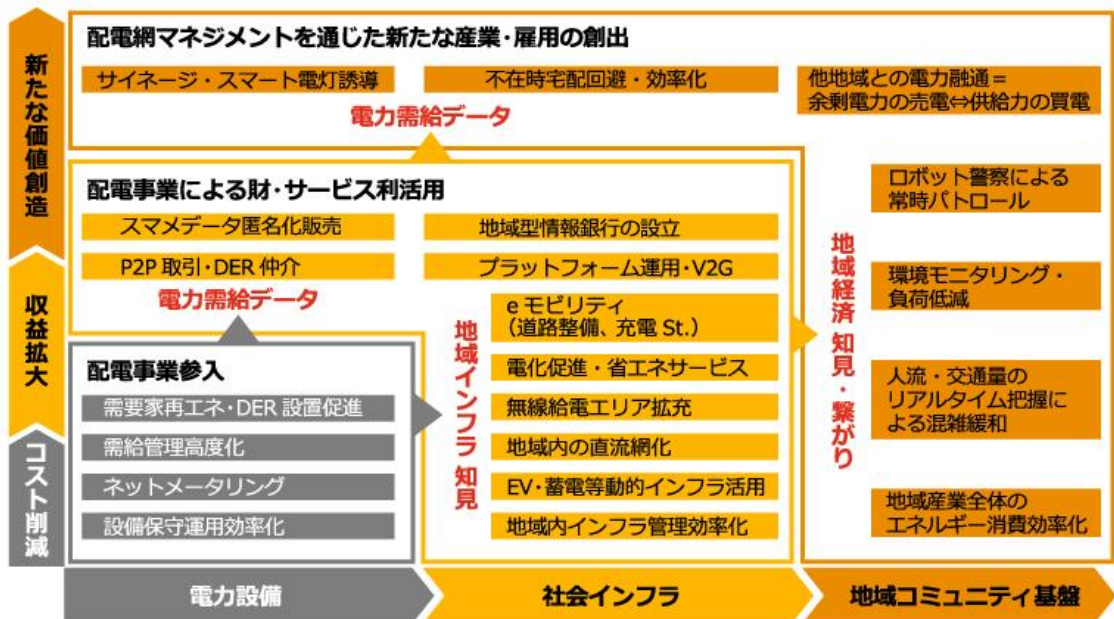 新たな価値創造
収益拡大
コスト削減
配電網マネジメントを通じた新たな産業・雇用の創出
サイネージ・スマート電灯誘導
不在時宅配回避・効率化
他地域との電力融通＝
余剰電力の売電⇔供給力の買電
電力需給データ
配電事業による財・サービス利活用
スマメデータ匿名化販売
地域型情報銀行の設立
P2P 取引・DER 仲介
プラットフォーム運用・V2G
電力需給データ
地域インフラ 知見
e モビリティ
（道路整備、充電 St.）
電化促進・省エネサービス
無線給電エリア拡充
地域内の直流網化
EV・蓄電等動的インフラ活用
地域内インフラ管理効率化
配電事業参入
需要家再エネ・DER 設置促進
需給管理高度化
ネットメータリング
設備保守運用効率化
地域経済 知見・繋がり
ロボット警察による
常時パトロール
環境モニタリング・
負荷低減
人流・交通量の
リアルタイム把握に
よる混雑緩和
地域産業全体の
エネルギー消費効率化
電力設備
社会インフラ
地域コミュニティ基盤